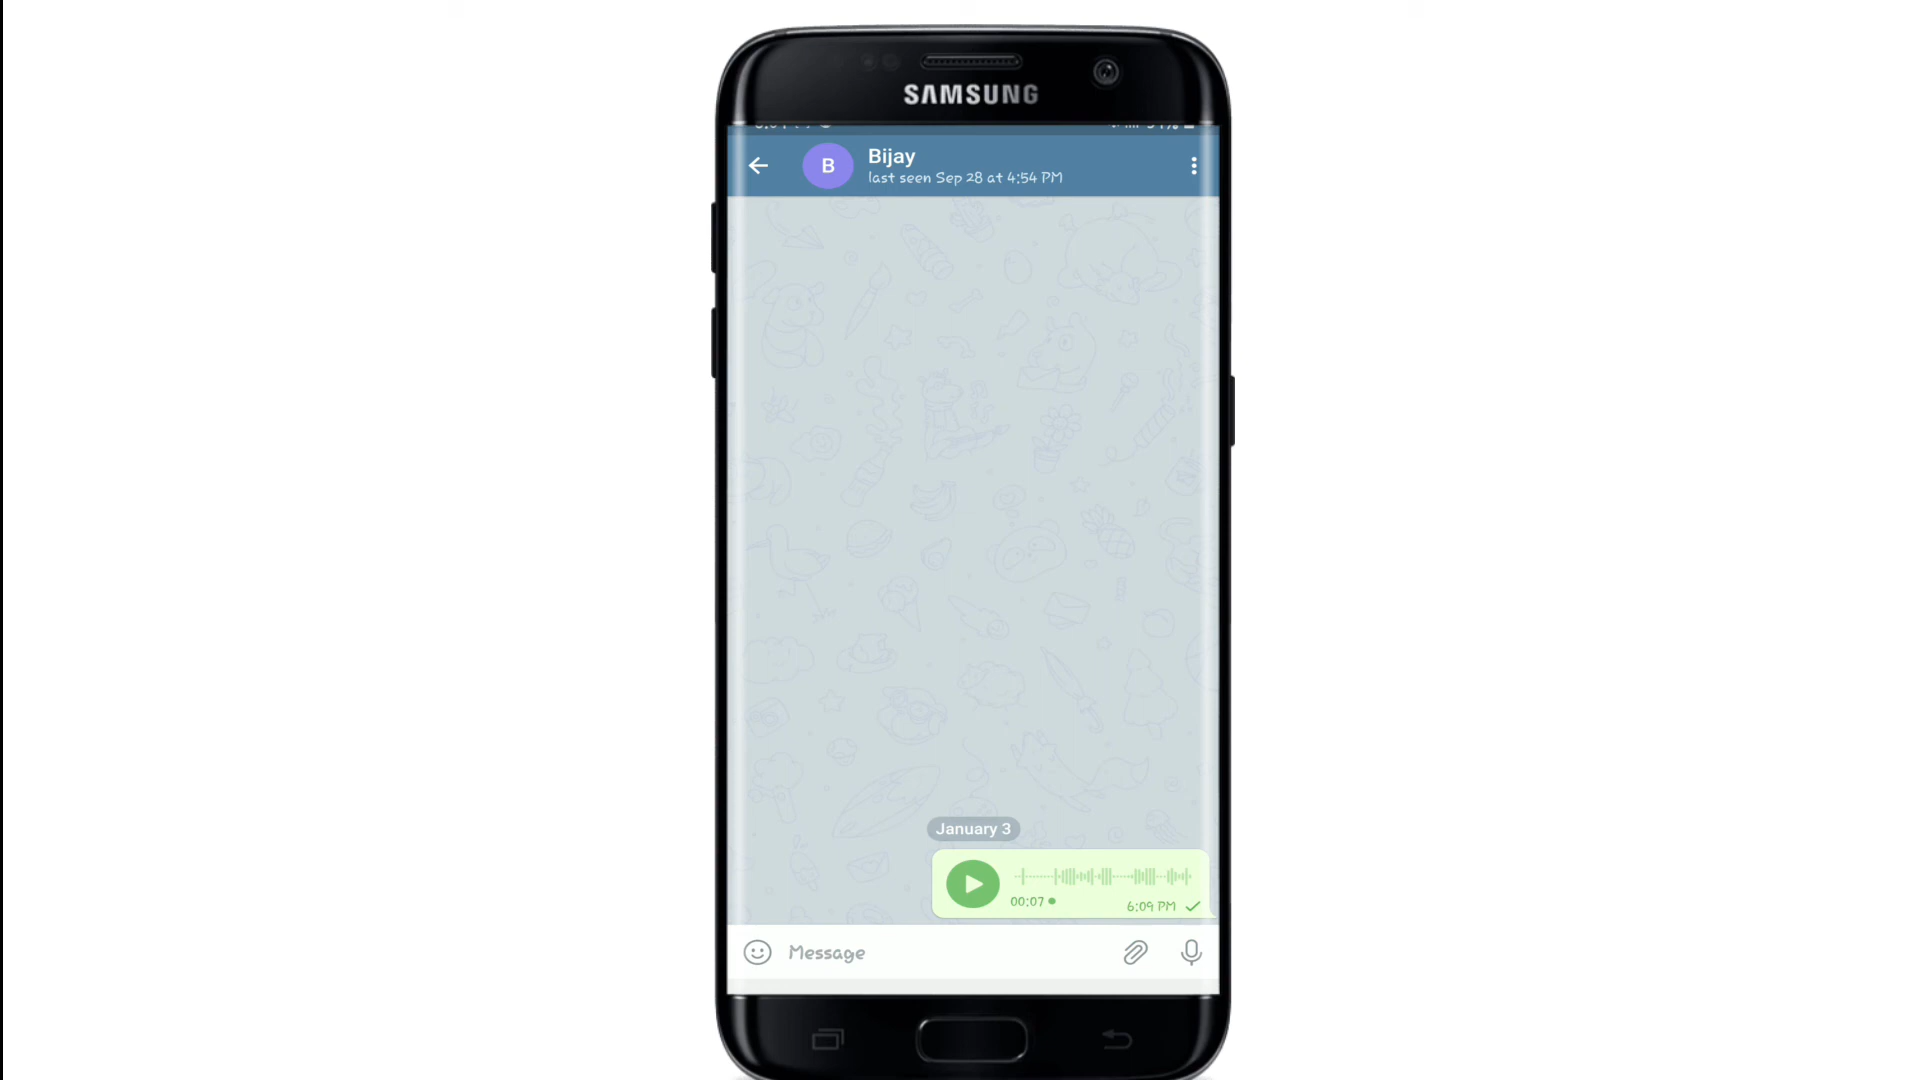 SAMSUNG
B
Bijay
last seen Sep 28 at 4:54 PM
January 3
00:07
6:09 PM
Message